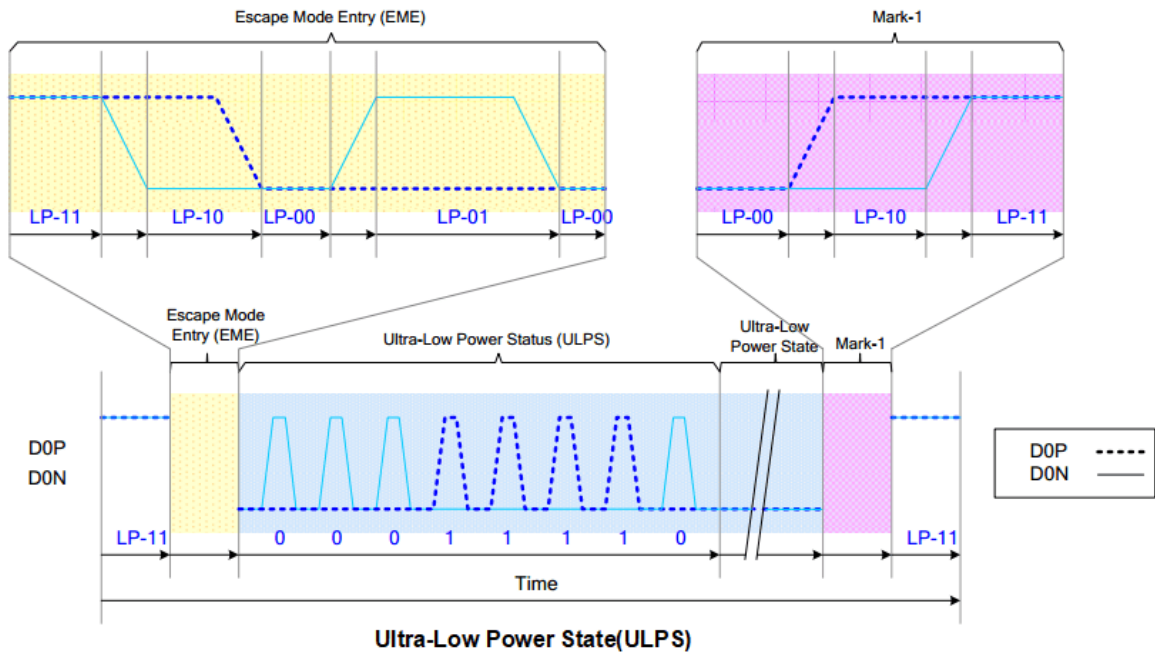 Escape Mode Entry (EME)
Mark-1
LP-11 LP-10 LP-00 LP-01 LP-00
LP-00 LP-10 LP-11
Escape Mode
Entry (EME)
Ultra-Low Power Status (ULPS)
Ultra-Low
Power State
Mark-1
D0P
D0N
D0P
D0N
LP-11 0 0 0 1 1 1 1 0 LP-11
Time
Ultra-Low Power State(ULPS)